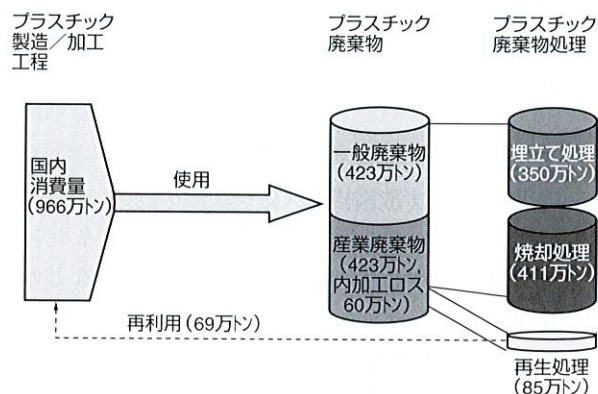 プラスチック
製造／加工
工程
プラスチック
廃棄物
プラスチック
廃棄物処理
国内
消費量
(966万トン)
使用
一般廃棄物
(423万トン)
産業廃棄物
(423万トン,
内加工ロス
60万トン)
埋立て処理
(350万トン)
焼却処理
(411万トン)
再利用(69万トン)
再生処理
(85万トン)